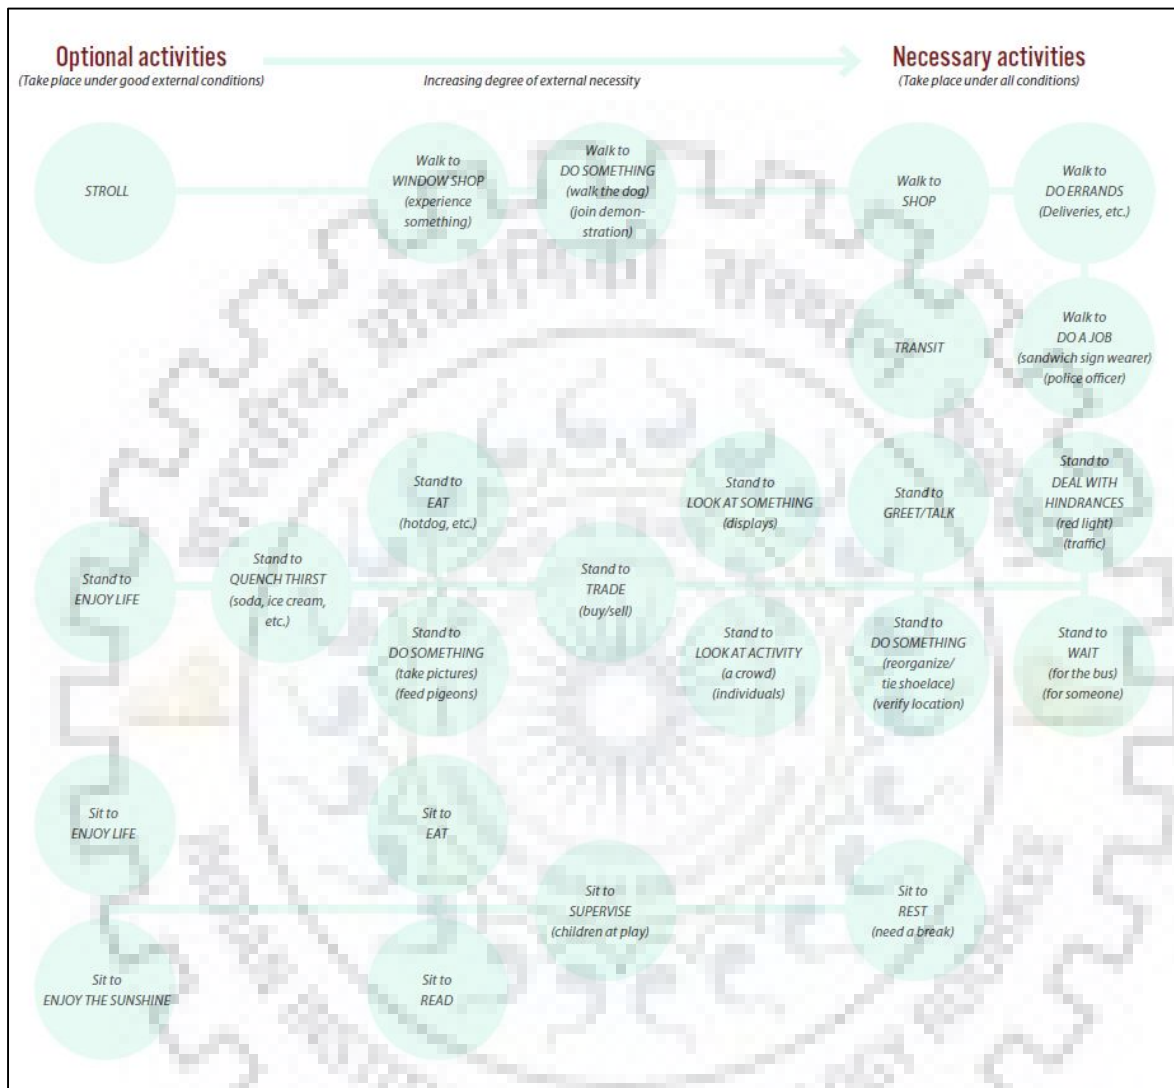 Optional activities
(Take place under good external conditions)
Increasing degree of external necessity
Necessary activities
(Take place under all conditions)
STROLL
Walk to
WINDOW SHOP
(experience
something)
Walk to
DO SOMETHING
(walk the dog)
(join demon-
stration)
Walk to
SHOP
Walk to
DO ERRANDS
(Deliveries, etc.)
TRANSIT
Walk to
DO A JOB
(sandwich sign wearer)
(police officer)
Stand to
ENJOY LIFE
Stand to
QUENCH THIRST
(soda, ice cream,
etc.)
Stand to
EAT
(hotdog, etc.)
Stand to
DO SOMETHING
(take pictures)
(feed pigeons)
Stand to
TRADE
(buy/sell)
Stand to
LOOK AT SOMETHING
(displays)
Stand to
LOOK AT ACTIVITY
(a crowd)
(individuals)
Stand to
GREET/TALK
Stand to
DO SOMETHING
(reorganize/
tie shoelace)
(verify location)
Stand to
DEAL WITH
HINDRANCES
(red light)
(traffic)
Stand to
WAIT
(for the bus)
(for someone)
Sit to
ENJOY LIFE
Sit to
ENJOY THE SUNSHINE
Sit to
EAT
Sit to
READ
Sit to
SUPERVISE
(children at play)
Sit to
REST
(need a break)